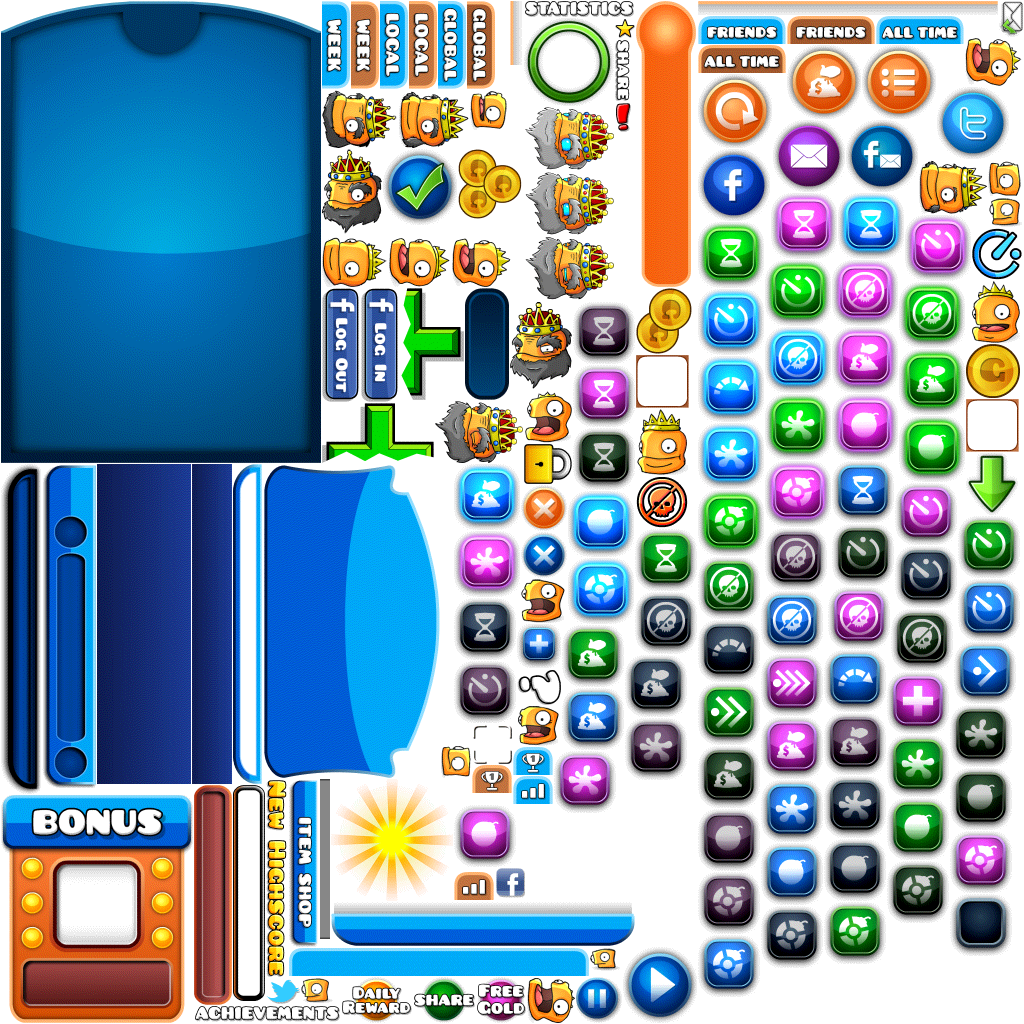 WEEK
WEEK
LOCAL
LOCAL
GLOBAL
GLOBAL
STATISTICS
SHARE
FRIENDS
FRIENDS
ALL TIME
ALL TIME
LOG OUT
LOG IN
BONUS
NEW HIGHSCORE
ITEM SHOP
ACHIEVEMENTS
DAILY
REWARD
SHARE
FREE
GOLD